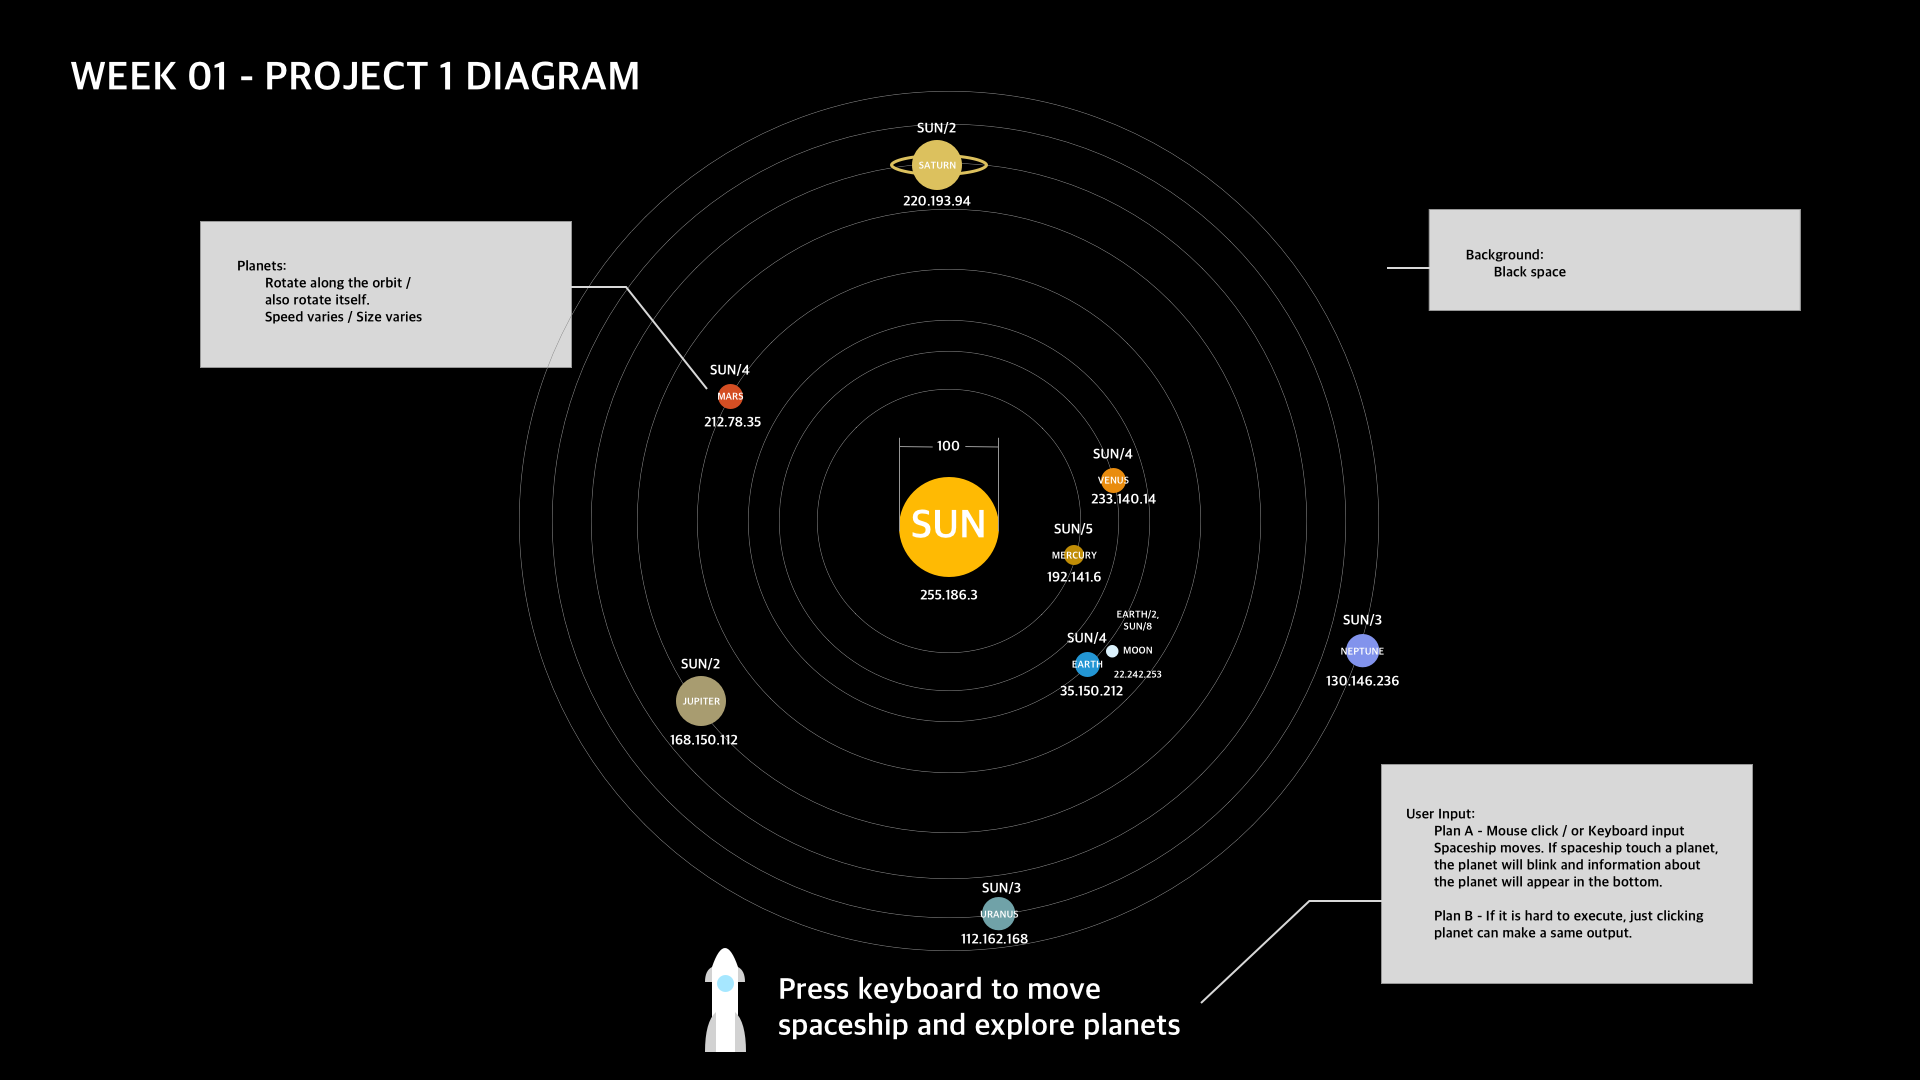 WEEK 01 - PROJECT 1 DIAGRAM
SUN/2
SATURN
220.193.94
Planets:
Rotate along the orbit /
also rotate itself.
Speed varies / Size varies
Background:
Black space
SUN/4
MARS
212.78.35
100
SUN
255.186.3
SUN/4
VENUS
233.140.14
SUN/5
MERCURY
192.141.6
EARTH/2,
SUN/8
MOON
22.242.253
SUN/4
EARTH
35.150.212
SUN/3
NEPTUNE
130.146.236
SUN/2
JUPITER
168.150.112
SUN/3
URANUS
112.162.168
User Input:
Plan A - Mouse click / or Keyboard input
Spaceship moves. If spaceship touch a planet,
the planet will blink and information about
the planet will appear in the bottom.
Plan B - If it is hard to execute, just clicking
planet can make a same output.
Press keyboard to move
spaceship and explore planets